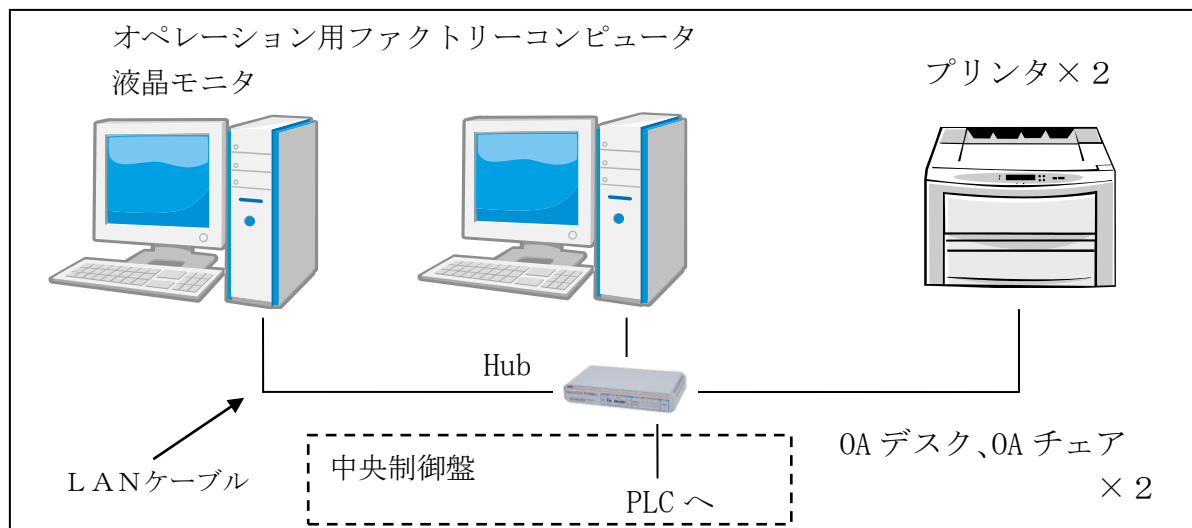 オペレーション用ファクトリーコンピュータ
液晶モニタ
プリンタ×２
Hub
LANケーブル
中央制御盤
PLC へ
OA デスク、OA チェア
×２